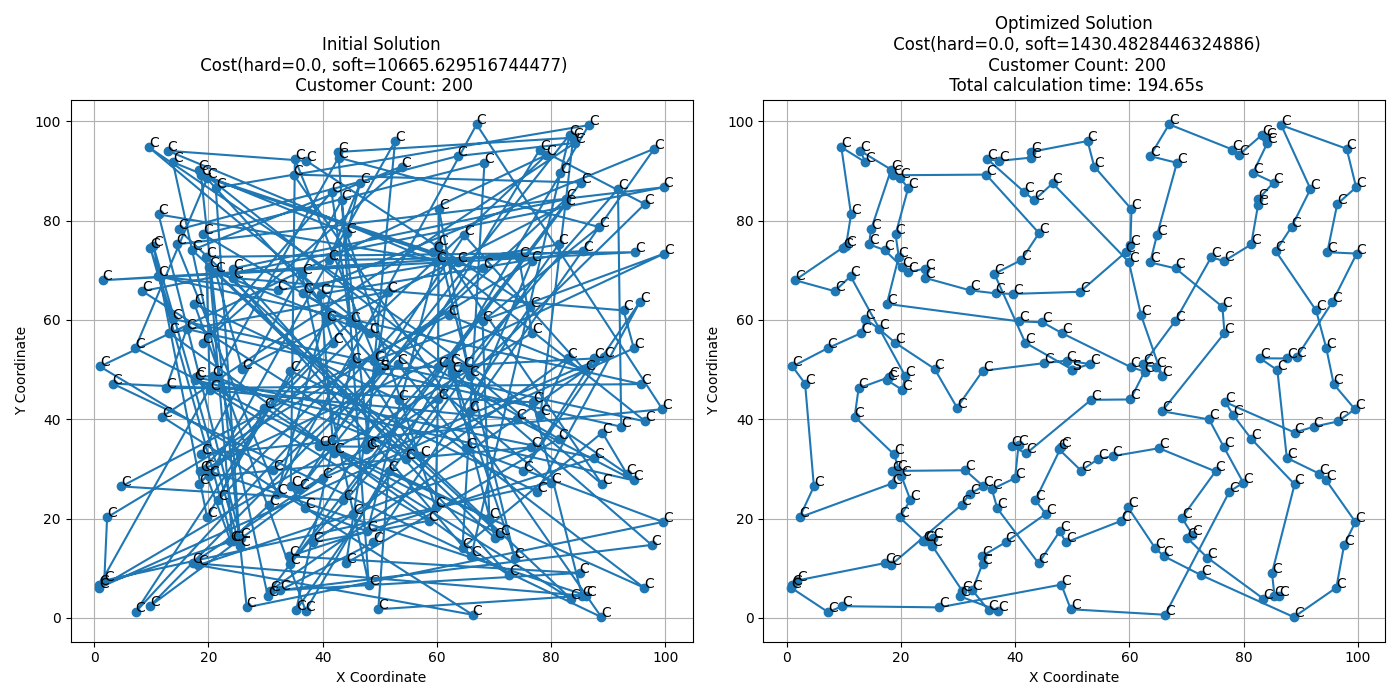 Initial Solution
Cost(hard=0.0, soft=10665.629516744477)
Customer Count: 200
Y Coordinate
100
80
60
40
20
0
S
0 20 40 60 80 100
X Coordinate
Optimized Solution
Cost(hard=0.0, soft=1430.4828446324886)
Customer Count: 200
Total calculation time: 194.65s
Y Coordinate
100
80
60
40
20
0
C
0 20 40 60 80 100
X Coordinate